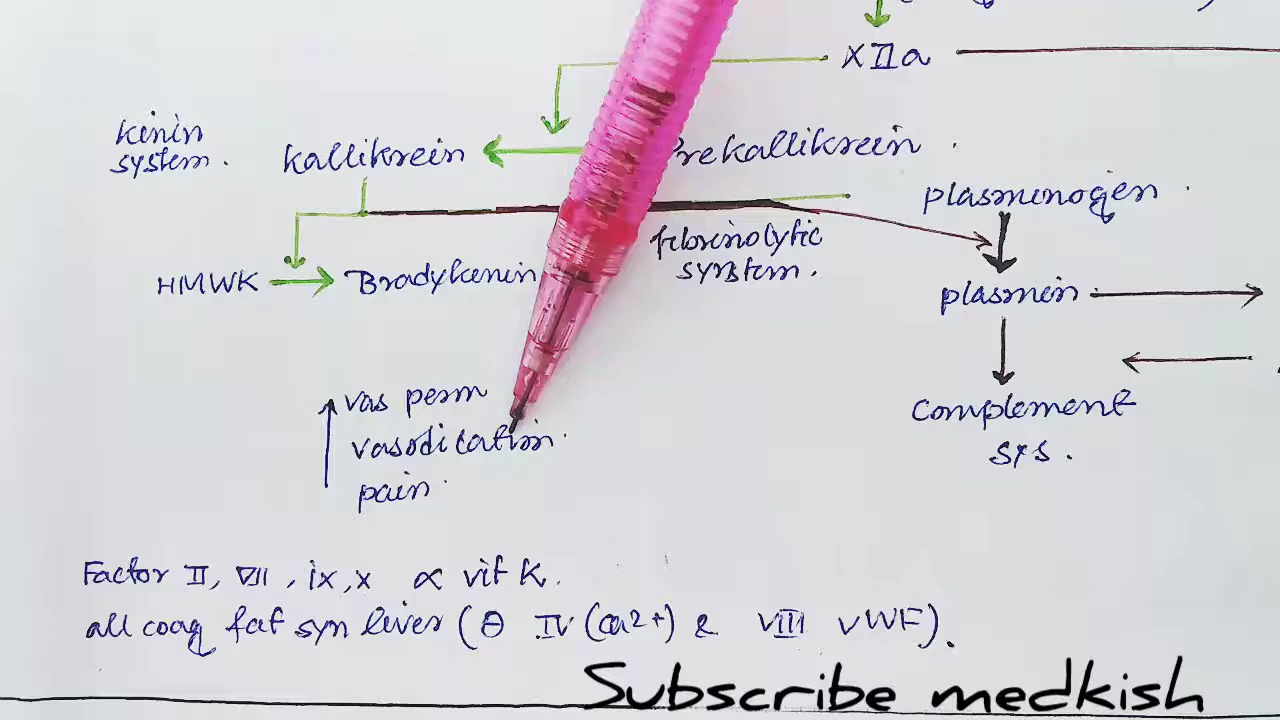 XIIa
kinin
system.
kallikrein
Prekallikrein.
plasminogen.
fibrinolytic
system.
HMWK
Bradykinin
plasmin
vas perm
vasodilation.
pain.
Complement
sys.
Factor II, VII, ix, x ∝ vit K.
all coag fat syn liver (⊖ IV (ca2+) & VIII vWF).
Subscribe medkish